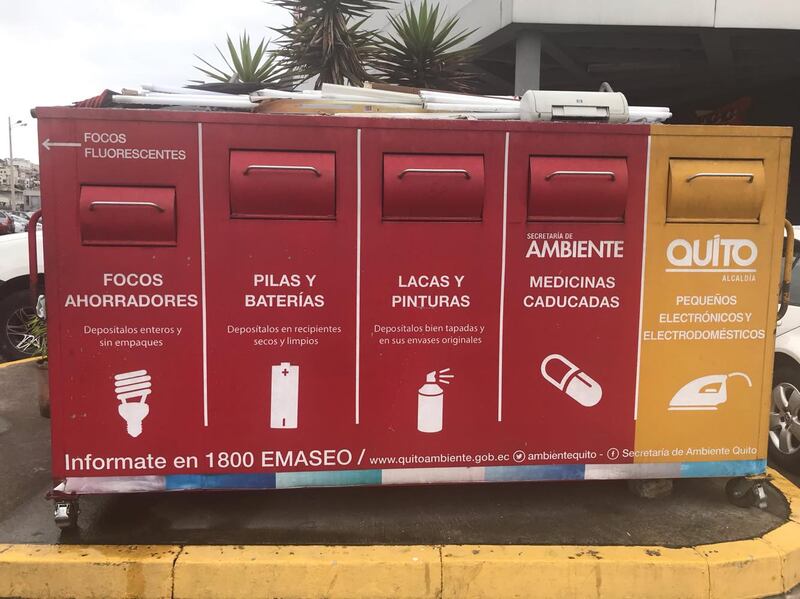 FOCOS
FLUORESCENTES
FOCOS
AHORRADORES
Depositalos enteros y
sin empaques
PILAS Y
BATERÍAS
Depositalos en recipientes
secos y limpios
LACAS Y
PINTURAS
Depositalos bien tapadas y
en sus envases originales
SECRETARÍA DE
AMBIENTE
MEDICINAS
CADUCADAS
QUITO
ALCALDÍA
PEQUEÑOS
ELECTRÓNICOS Y
ELECTRODOMÉSTICOS
Informate en 1800 EMASEO / www.quitoambiente.gob.ec ambientequito - Secretaría de Ambiente Quito